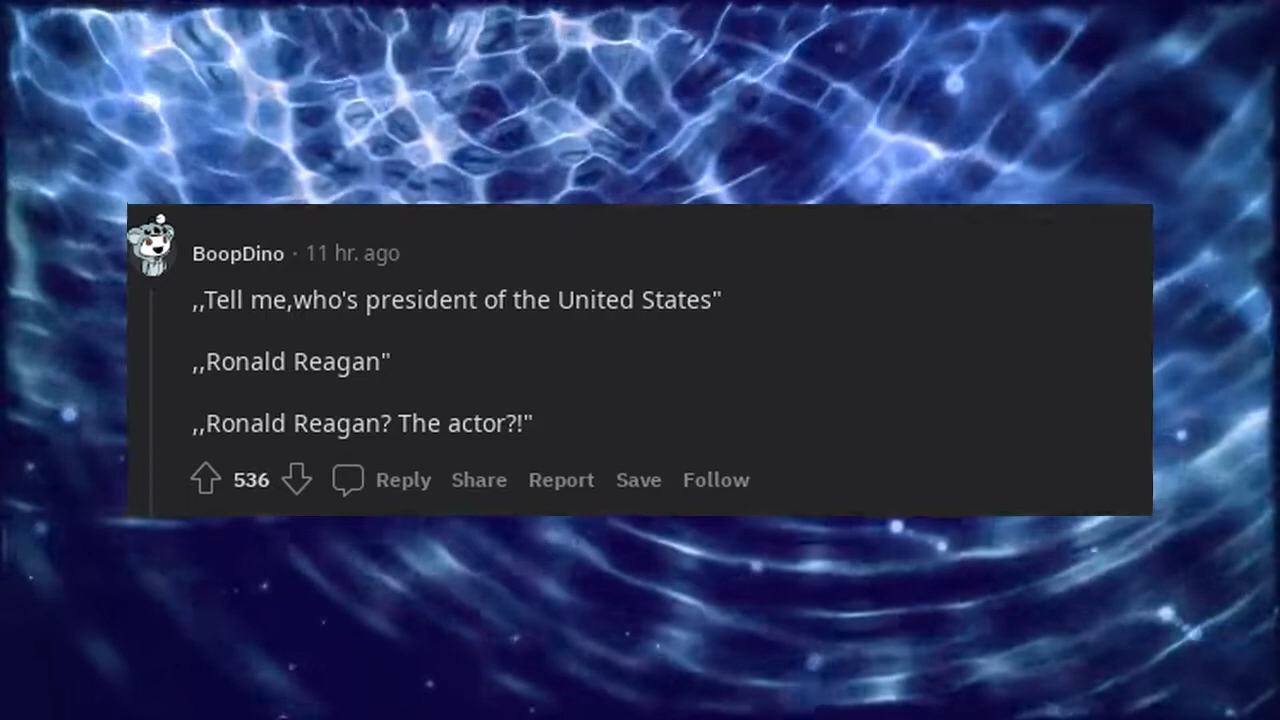 BoopDino · 11 hr. ago
,,Tell me,who's president of the United States"
,,Ronald Reagan"
,,Ronald Reagan? The actor?!"
536 Reply Share Report Save Follow